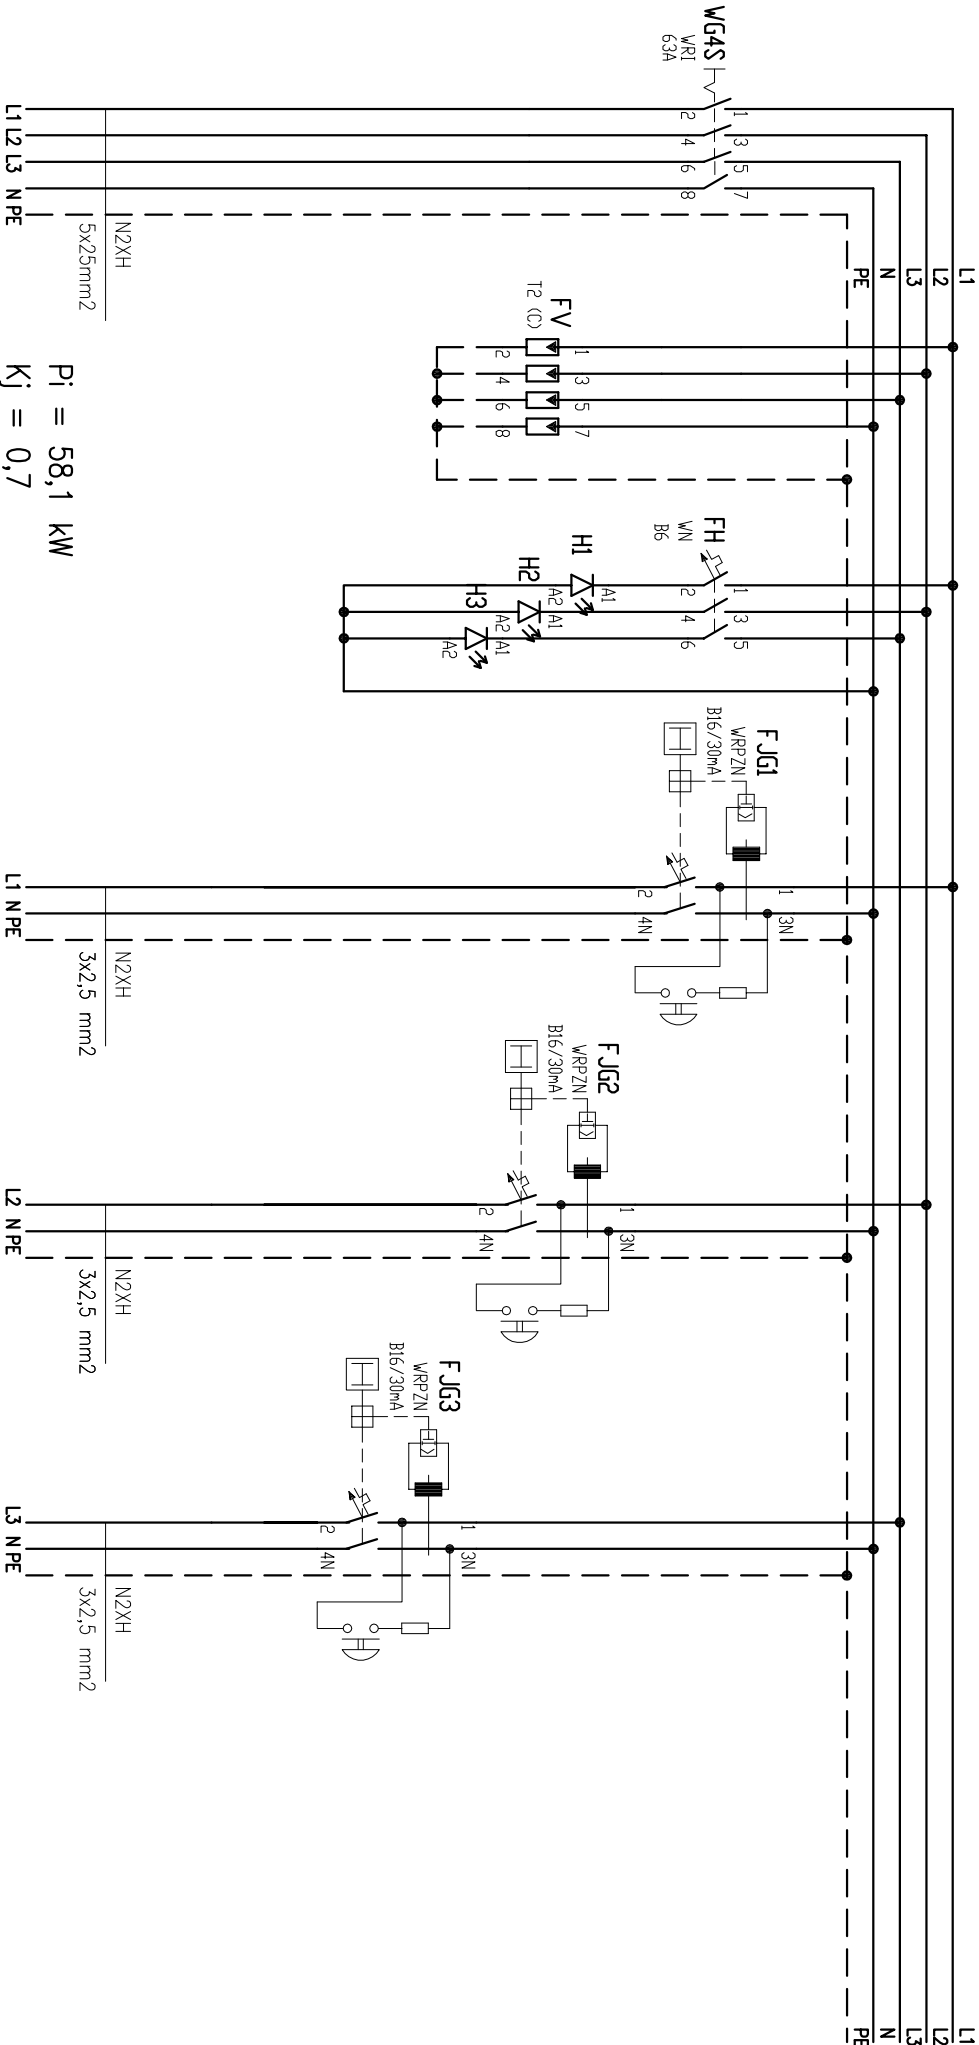 WG4S
WRI
63A
1
3
5
7
2
4
6
8
L1 L2 L3 N PE
N2XH
5x25mm2
L1
L2
L3
N
PE
FV
T2 (C)
1
3
5
7
2
4
6
8
Pi = 58,1 kW
Kj = 0,7
FH
WN
B6
1
3
5
2
4
6
H1
A1
A2
H2
A1
A2
H3
A1
A2
FJG1
WRPZN
B16/30mA
H
1
3N
2
4N
L1 N PE
N2XH
3x2,5 mm2
FJG2
WRPZN
B16/30mA
H
1
3N
2
4N
L2 N PE
N2XH
3x2,5 mm2
FJG3
WRPZN
B16/30mA
H
1
3N
2
4N
L3 N PE
N2XH
3x2,5 mm2
L1
L2
L3
N
PE